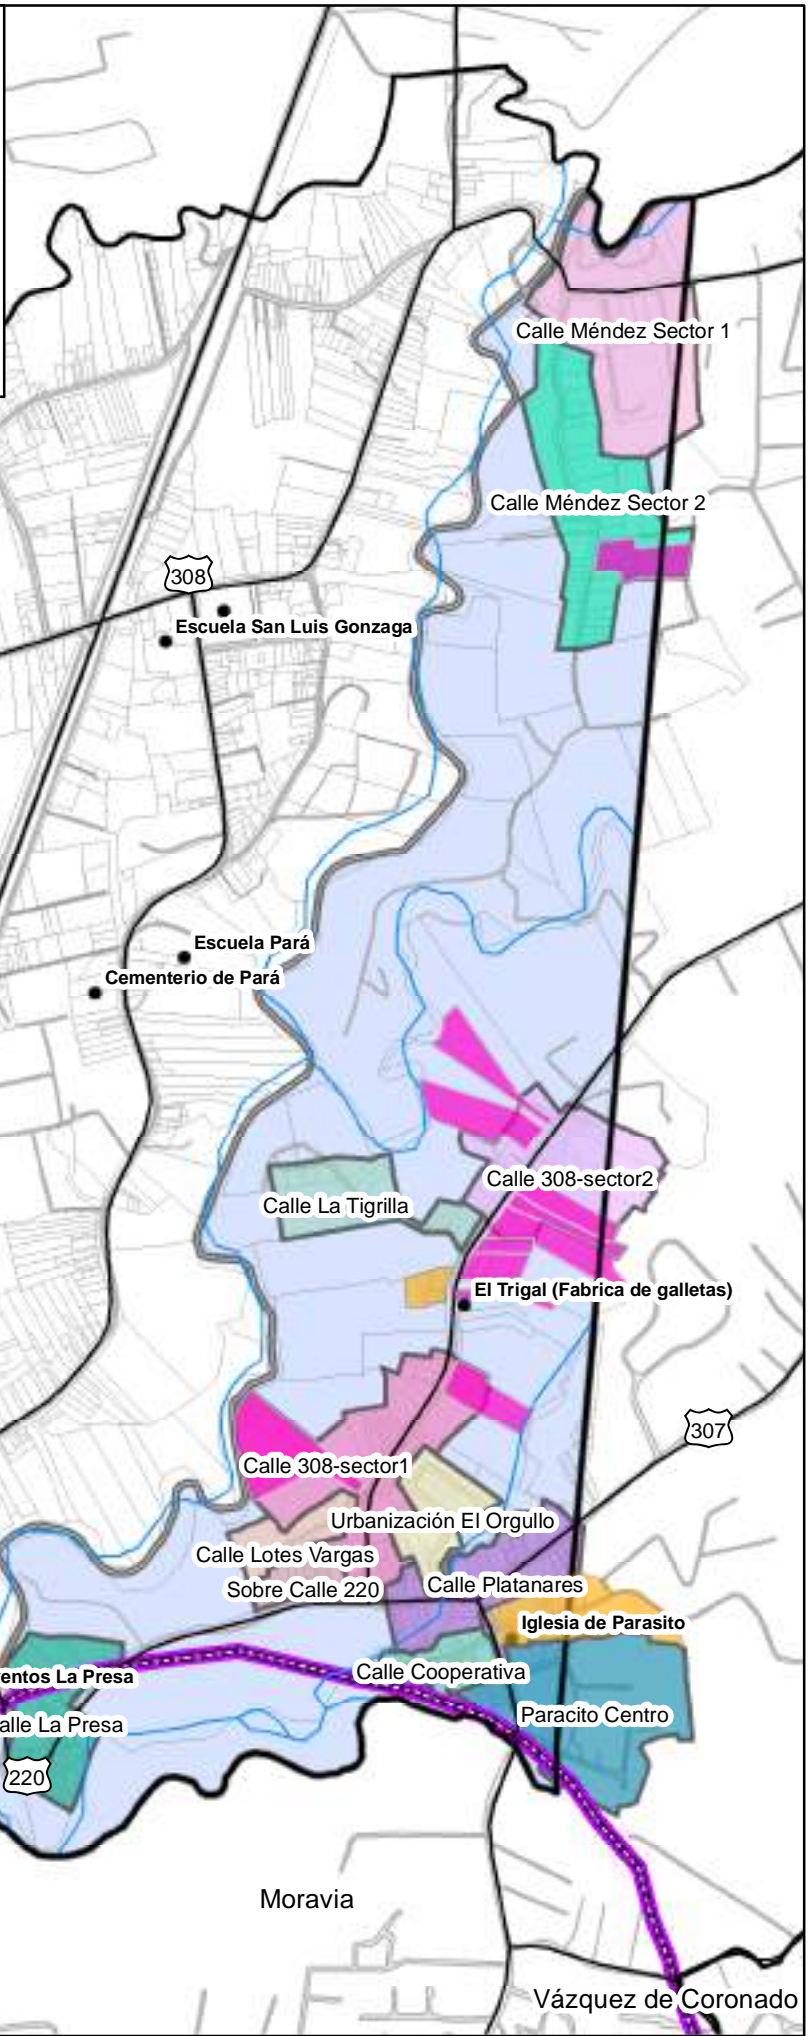 Calle Méndez Sector 1
Calle Méndez Sector 2
308
Escuela San Luis Gonzaga
Escuela Pará
Cementerio de Pará
Calle 308-sector2
Calle La Tigrilla
El Trigal (Fabrica de galletas)
307
Calle 308-sector1
Urbanización El Orgullo
Calle Lotes Vargas
Calle Platanares
Sobre Calle 220
Iglesia de Parasito
Calle Cooperativa
entos La Presa
Paracito Centro
alle La Presa
220
Moravia
Vázquez de Coronado